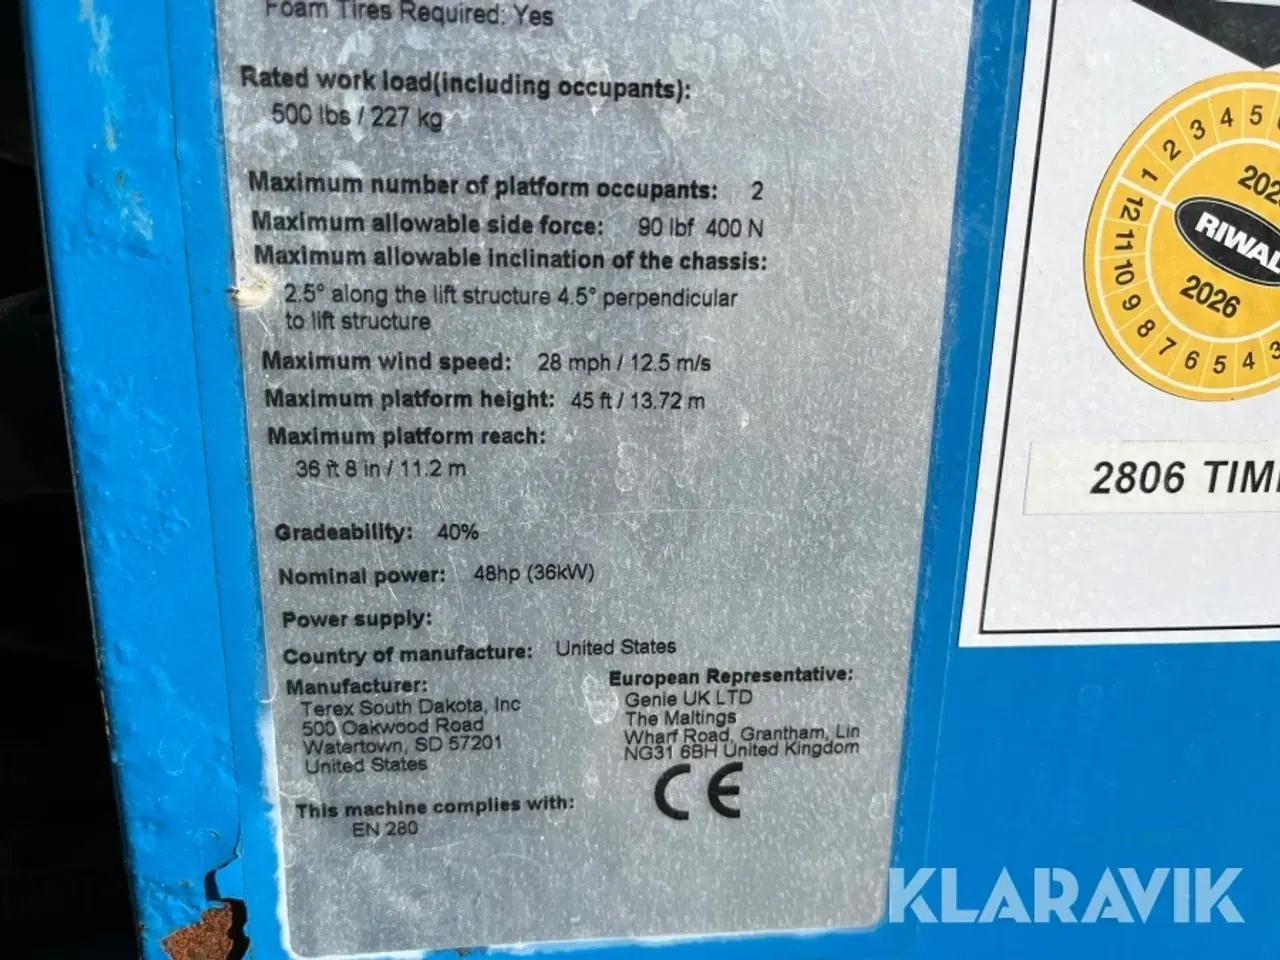 Foam Tires Required: Yes
Rated work load(including occupants):
500 lbs / 227 kg
Maximum number of platform occupants: 2
Maximum allowable side force: 90 lbf 400 N
Maximum allowable inclination of the chassis:
2.5° along the lift structure 4.5° perpendicular
to lift structure
Maximum wind speed: 28 mph / 12.5 m/s
Maximum platform height: 45 ft / 13.72 m
Maximum platform reach:
36 ft 8 in / 11.2 m
Gradeability: 40%
Nominal power: 48hp (36kW)
Power supply:
Country of manufacture: United States
Manufacturer:
Terex South Dakota, Inc
500 Oakwood Road
Watertown, SD 57201
United States
European Representative:
Genie UK LTD
The Maltings
Wharf Road, Grantham, Lin
NG31 6BH United Kingdom
CE
This machine complies with:
EN 280
1 2 3 4 5
RIWAL
2026
12 11 10 9 8 7 6 5 4 3
2806 TIM
KLARAVIK